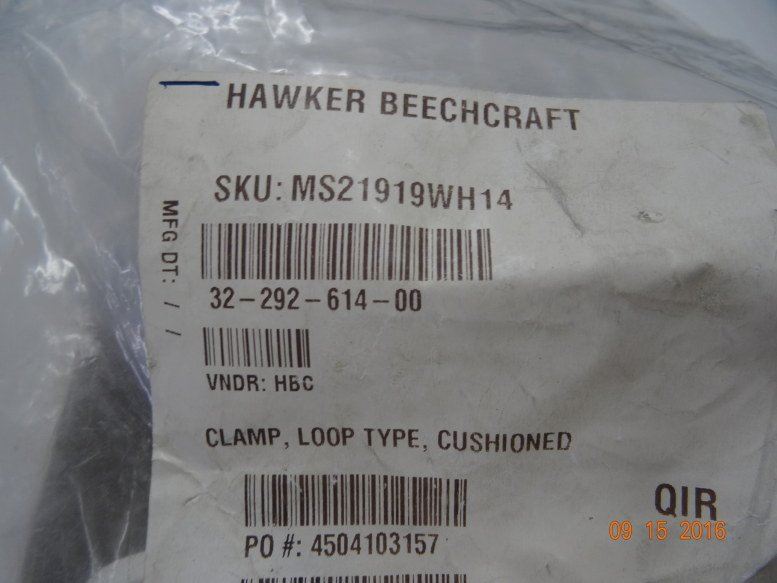 HAWKER BEECHCRAFT
SKU: MS21919WH14
MFG DT: / /
32-292-614-00
VNDR: HBC
CLAMP, LOOP TYPE, CUSHIONED
QIR
PO #: 4504103157
09 15 2016